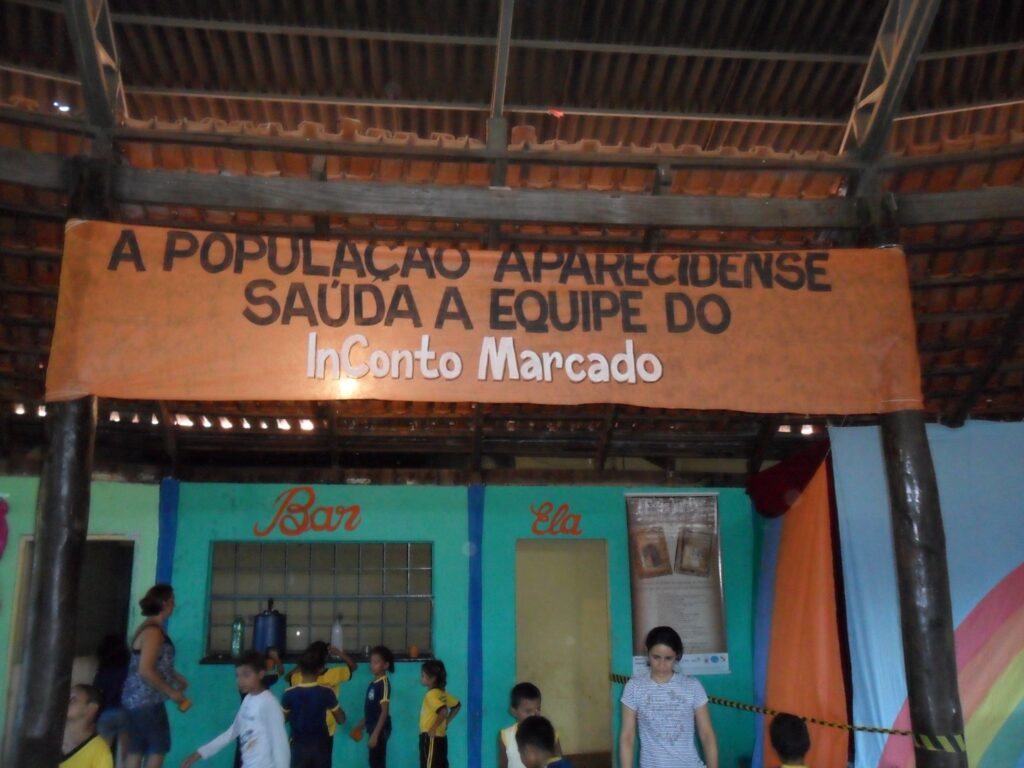 A POPULAÇÃO APARECIDENSE
SAÚDA A EQUIPE DO
InConto Marcado
Bar
Ela